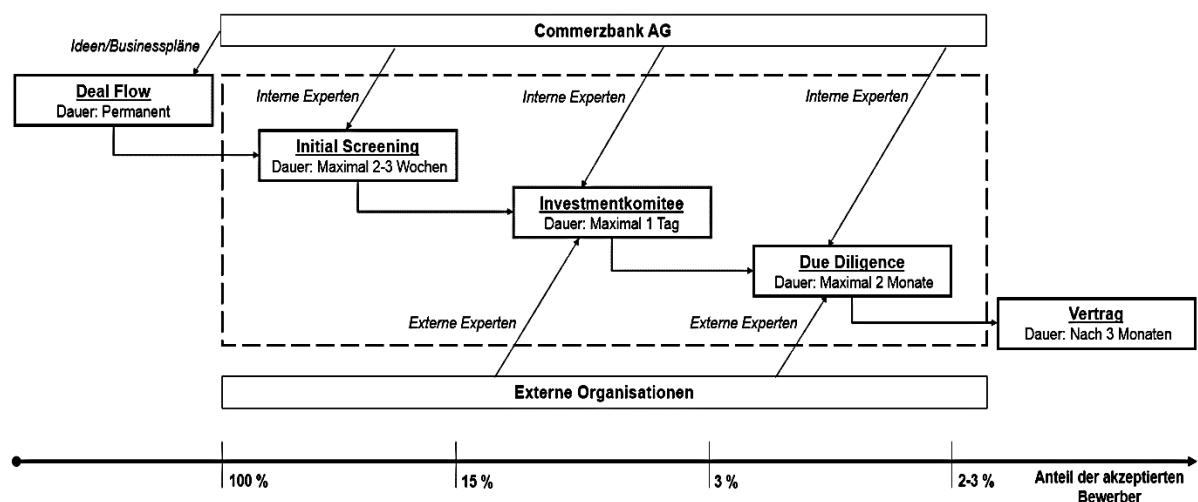 Commerzbank AG
Ideen/Businesspläne
Deal Flow
Dauer: Permanent
Interne Experten
Interne Experten
Interne Experten
Initial Screening
Dauer: Maximal 2-3 Wochen
Investmentkomitee
Dauer: Maximal 1 Tag
Due Diligence
Dauer: Maximal 2 Monate
Externe Experten
Externe Experten
Vertrag
Dauer: Nach 3 Monaten
Externe Organisationen
100 %
15 %
3 %
2-3 %
Anteil der akzeptierten
Bewerber